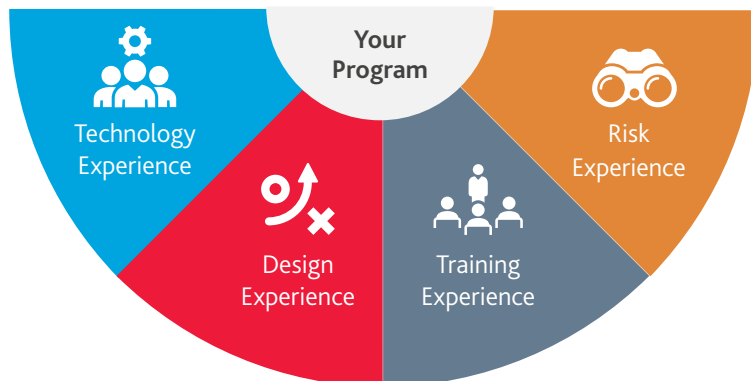 Your
Program
Technology
Experience
Design
Experience
Training
Experience
Risk
Experience